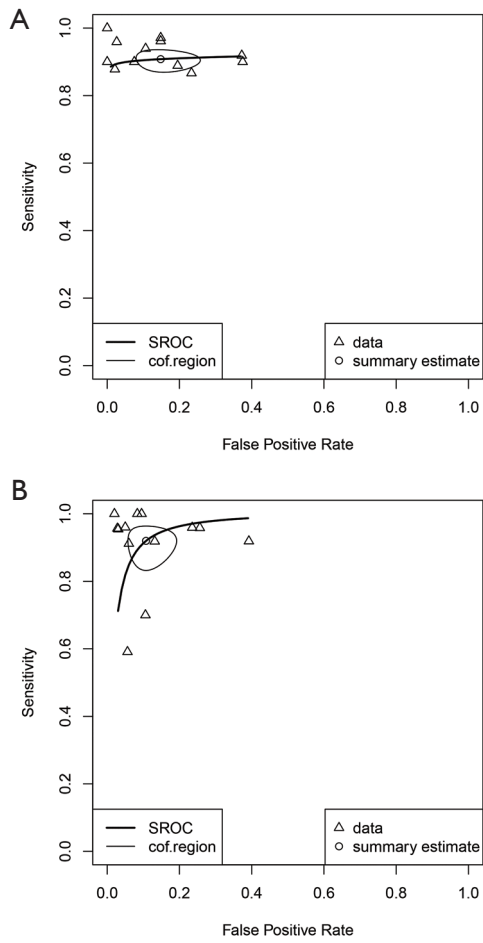 A
1.0
0.8
0.6
0.4
0.2
0.0
Sensitivity
SROC
cof.region
data
summary estimate
0.0 0.2 0.4 0.6 0.8 1.0
False Positive Rate
B
1.0
0.8
0.6
0.4
0.2
0.0
Sensitivity
SROC
cof.region
data
summary estimate
0.0 0.2 0.4 0.6 0.8 1.0
False Positive Rate